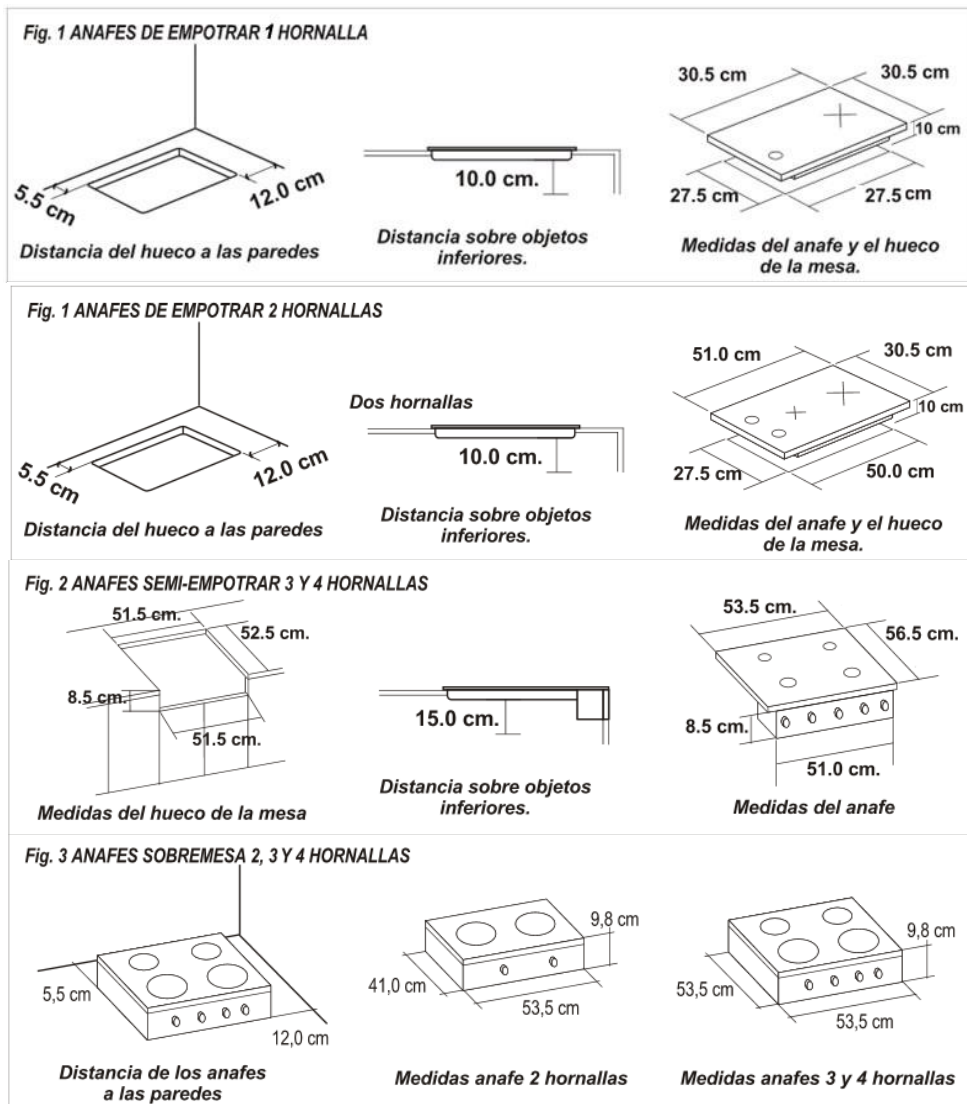 Fig. 1 ANAFES DE EMPOTRAR 1 HORNALLA
5.5 cm
12.0 cm
Distancia del hueco a las paredes
10.0 cm.
Distancia sobre objetos
inferiores.
30.5 cm
30.5 cm
10 cm
27.5 cm
27.5 cm
Medidas del anafe y el hueco
de la mesa.
Fig. 1 ANAFES DE EMPOTRAR 2 HORNALLAS
5.5 cm
12.0 cm
Distancia del hueco a las paredes
Dos hornallas
10.0 cm.
Distancia sobre objetos
inferiores.
51.0 cm
30.5 cm
10 cm
27.5 cm
50.0 cm
Medidas del anafe y el hueco
de la mesa.
Fig. 2 ANAFES SEMI-EMPOTRAR 3 Y 4 HORNALLAS
51.5 cm.
52.5 cm.
8.5 cm.
51.5 cm.
Medidas del hueco de la mesa
15.0 cm.
Distancia sobre objetos
inferiores.
53.5 cm.
56.5 cm.
8.5 cm.
51.0 cm.
Medidas del anafe
Fig. 3 ANAFES SOBREMESA 2, 3 Y 4 HORNALLAS
5,5 cm
12,0 cm
Distancia de los anafes
a las paredes
9,8 cm
41,0 cm
53,5 cm
Medidas anafe 2 hornallas
9,8 cm
53,5 cm
53,5 cm
Medidas anafes 3 y 4 hornallas